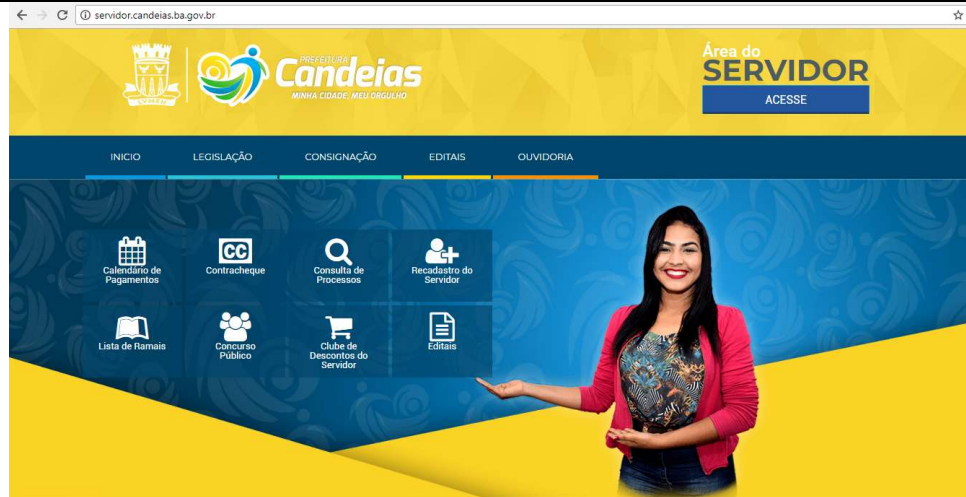 servidor.candeias.ba.gov.br
PREFEITURA
Candeias
MINHA CIDADE, MEU ORGULHO
Área do
SERVIDOR
ACESSE
INICIO
LEGISLAÇÃO
CONSIGNAÇÃO
EDITAIS
OUVIDORIA
Calendário de
Pagamentos
CC
Contracheque
Consulta de
Processos
Recadastro do
Servidor
Lista de Ramais
Concurso
Público
Clube de
Descontos do
Servidor
Editais